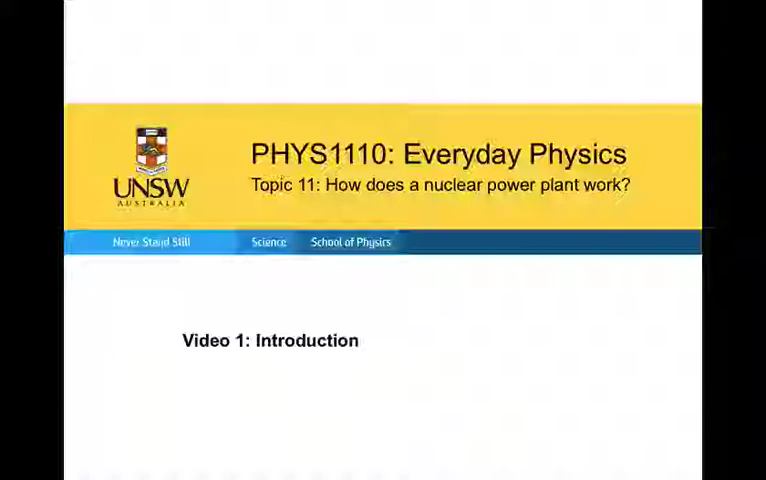 PHYS1110: Everyday Physics
Topic 11: How does a nuclear power plant work?
UNSW
AUSTRALIA
Never Stand Still
Science
School of Physics
Video 1: Introduction